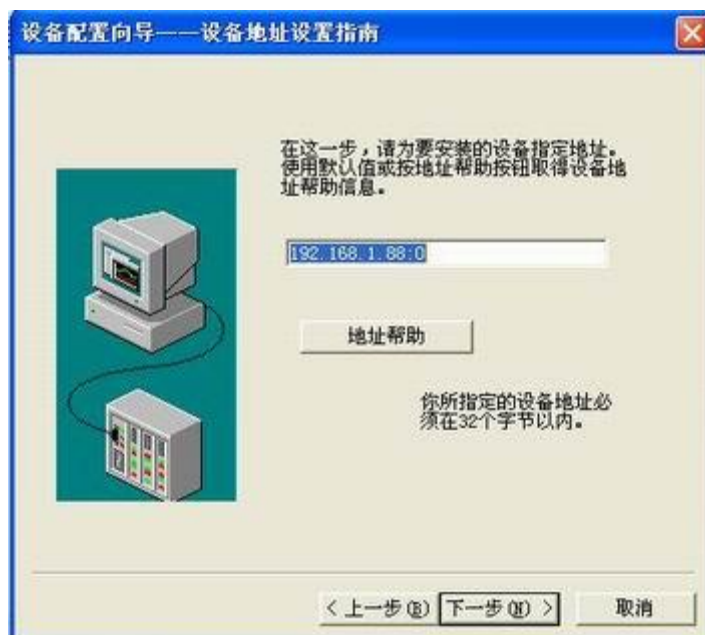 设备配置向导——设备地址设置指南
在这一步，请为要安装的设备指定地址。
使用默认值或按地址帮助按钮取得设备地
址帮助信息。
192.168.1.88:0
地址帮助
你所指定的设备地址必
须在32个字节以内。
< 上一步(B) 下一步(N) > 取消